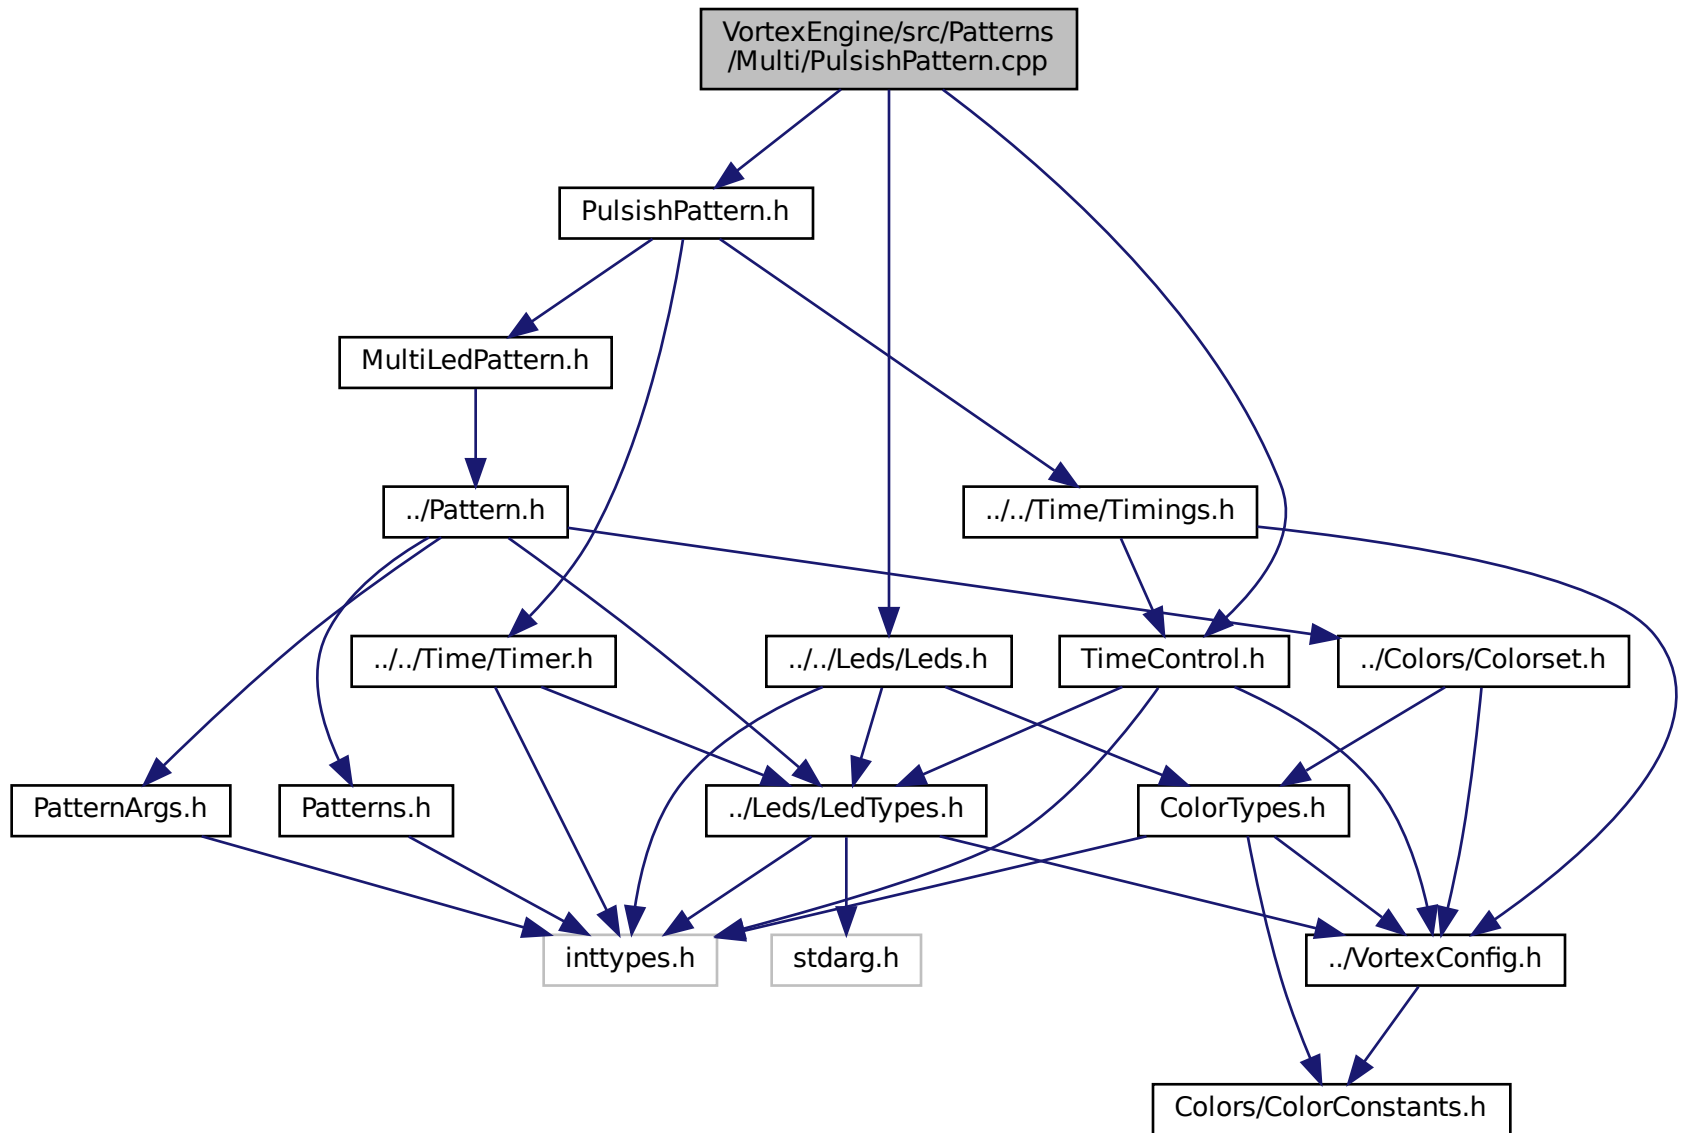 VortexEngine/src/Patterns
/Multi/PulsishPattern.cpp
PulsishPattern.h
MultiLedPattern.h
../Pattern.h
../../Time/Timings.h
../../Time/Timer.h
../../Leds/Leds.h
TimeControl.h
../Colors/Colorset.h
PatternArgs.h
Patterns.h
../Leds/LedTypes.h
ColorTypes.h
inttypes.h
stdarg.h
../VortexConfig.h
Colors/ColorConstants.h